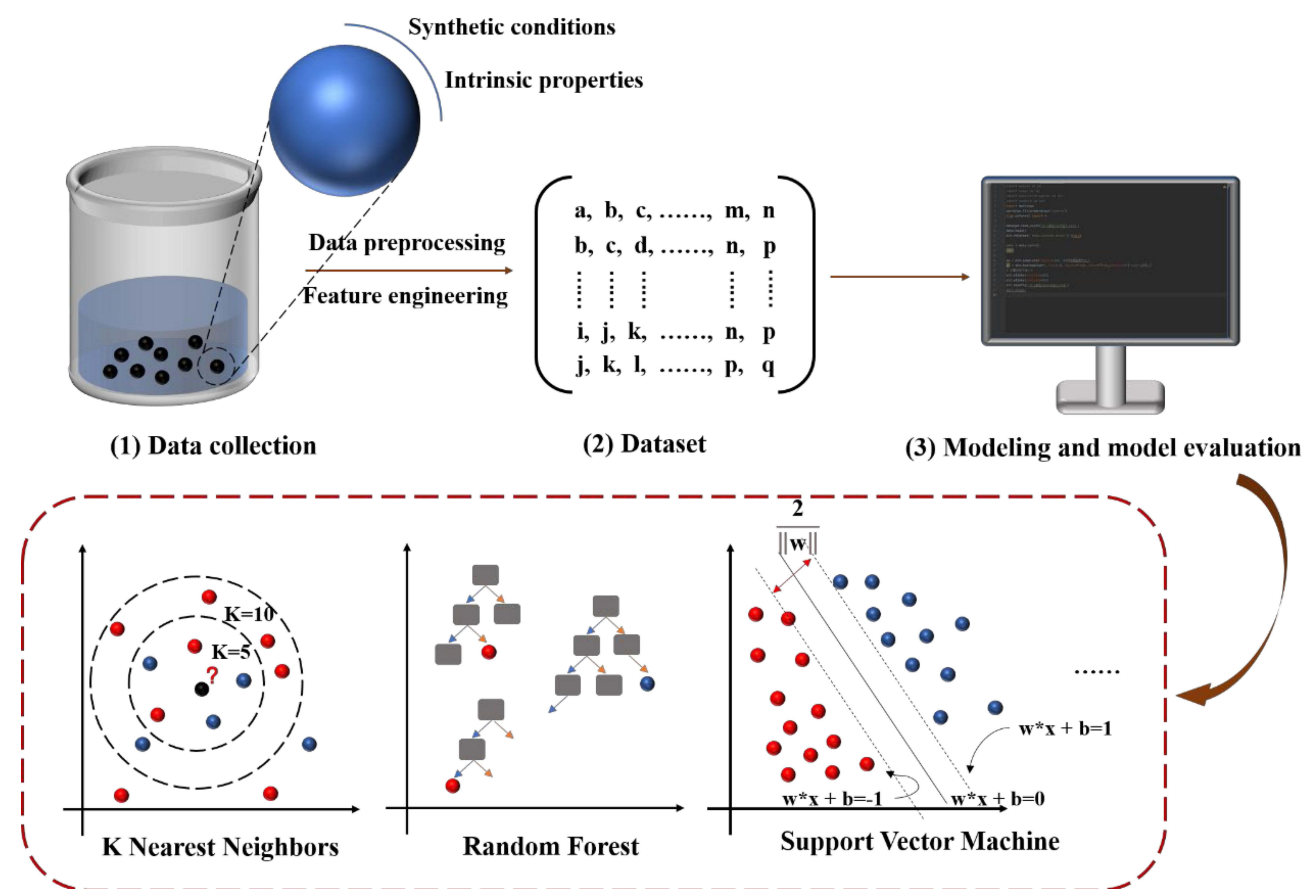 Synthetic conditions
Intrinsic properties
Data preprocessing
Feature engineering
a, b, c, ……, m, n
b, c, d, ……, n, p
i, j, k, ……, n, p
j, k, l, ……, p, q
(1) Data collection
(2) Dataset
(3) Modeling and model evaluation
K=10
K=5
?
K Nearest Neighbors
Random Forest
2
||w||
w*x + b=1
w*x + b=-1
w*x + b=0
Support Vector Machine
……